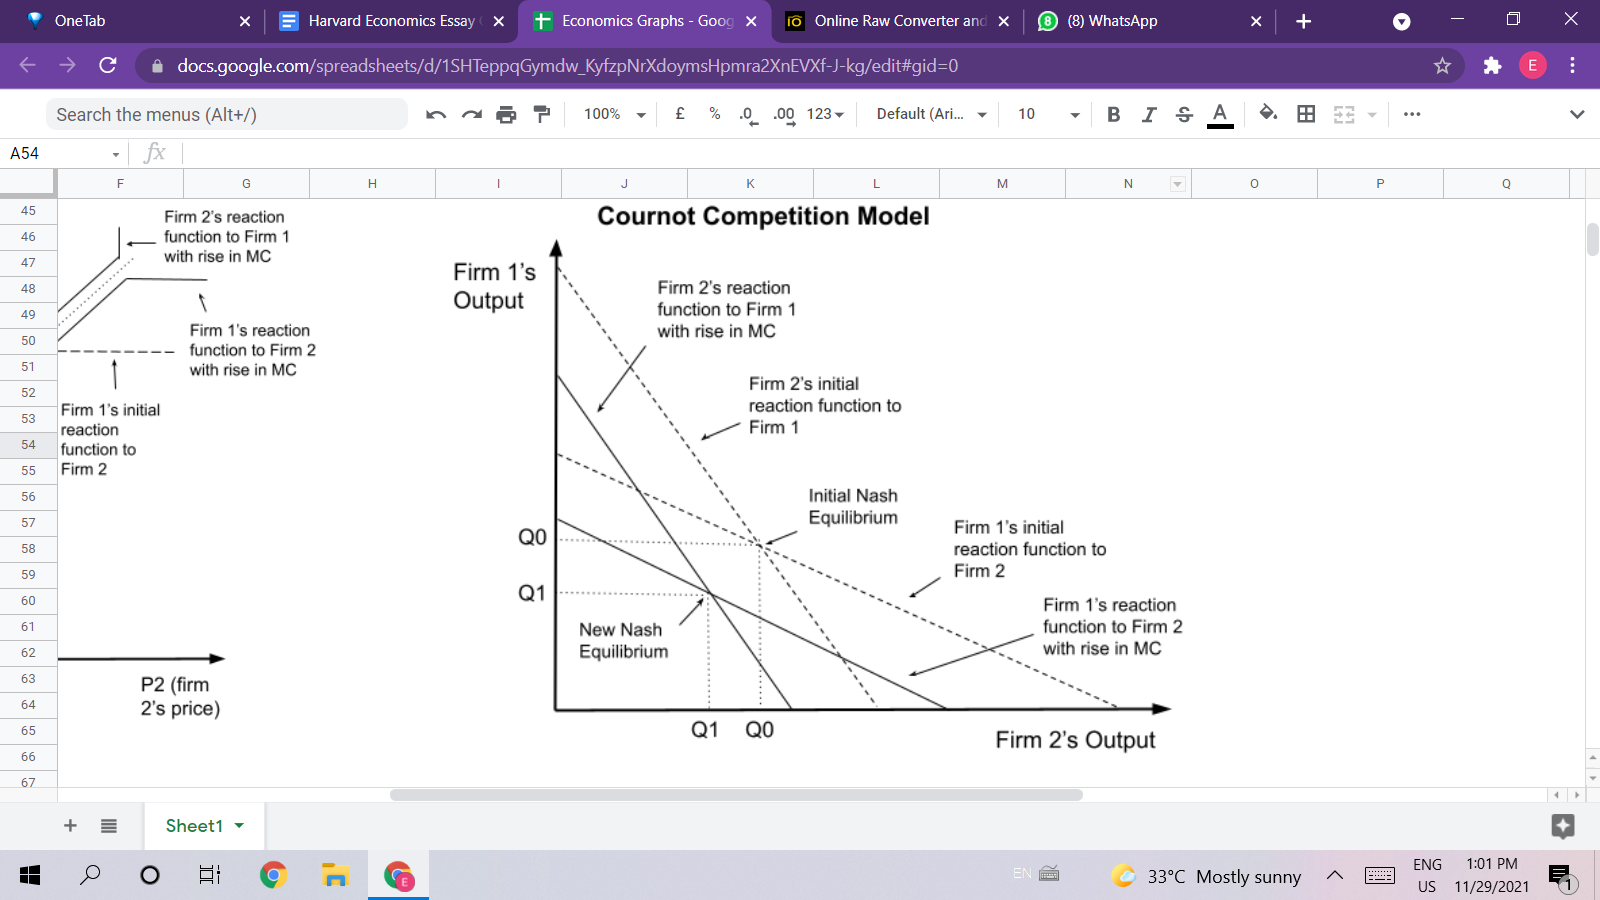 OneTab
Harvard Economics Essay
Economics Graphs - Goog
Online Raw Converter and
8 (8) WhatsApp
docs.google.com/spreadsheets/d/1SHTeppqGymdw_KyfzpNrXdoymsHpmra2XnEVXf-J-kg/edit#gid=0
E
Search the menus (Alt+/)
100% £ % .0 .00 123 Default (Ari... 10 B I S A
A54 fx
F G H I J K L M N O P Q
45
46
47
48
49
50
51
52
53
54
55
56
57
58
59
60
61
62
63
64
65
66
67
Firm 2's reaction
function to Firm 1
with rise in MC
Firm 1's reaction
function to Firm 2
with rise in MC
Firm 1's initial
reaction
function to
Firm 2
P2 (firm
2's price)
Cournot Competition Model
Firm 1's
Output
Firm 2's reaction
function to Firm 1
with rise in MC
Firm 2's initial
reaction function to
Firm 1
Initial Nash
Equilibrium
Firm 1's initial
reaction function to
Firm 2
Firm 1's reaction
function to Firm 2
with rise in MC
Q0
Q1
New Nash
Equilibrium
Q1 Q0
Firm 2's Output
Sheet1
E
EN
33°C Mostly sunny
ENG
US
1:01 PM
11/29/2021
1